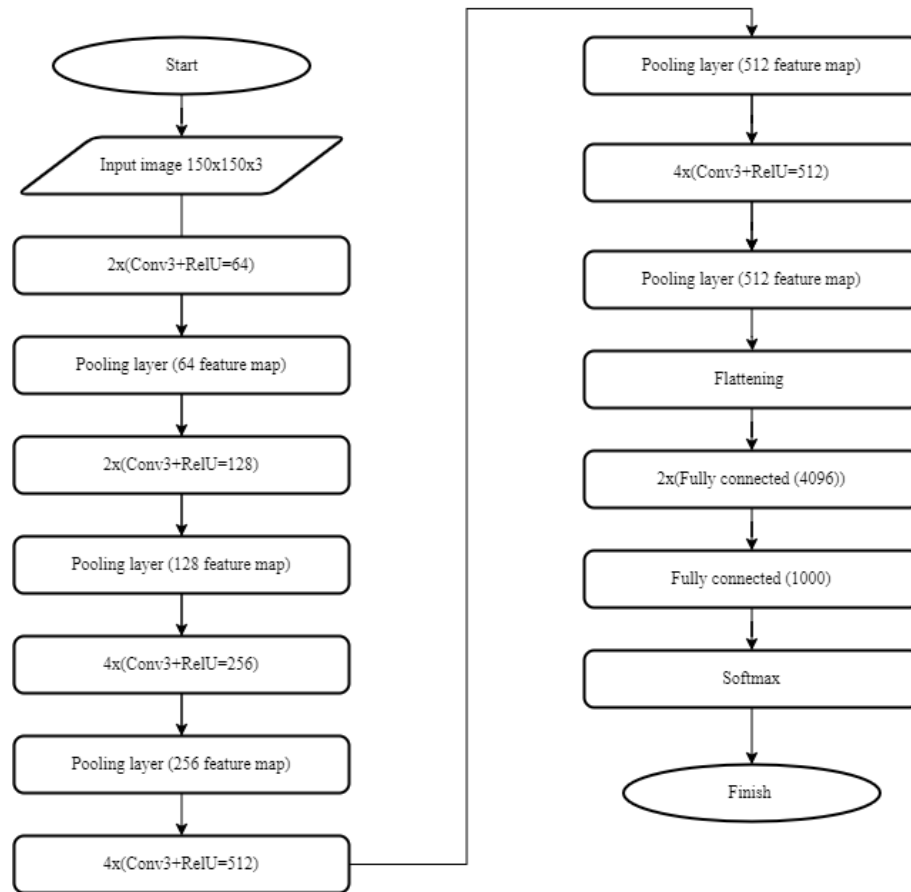 Start
Input image 150x150x3
2x(Conv3+RelU=64)
Pooling layer (64 feature map)
2x(Conv3+RelU=128)
Pooling layer (128 feature map)
4x(Conv3+RelU=256)
Pooling layer (256 feature map)
4x(Conv3+RelU=512)
Pooling layer (512 feature map)
4x(Conv3+RelU=512)
Pooling layer (512 feature map)
Flattening
2x(Fully connected (4096))
Fully connected (1000)
Softmax
Finish